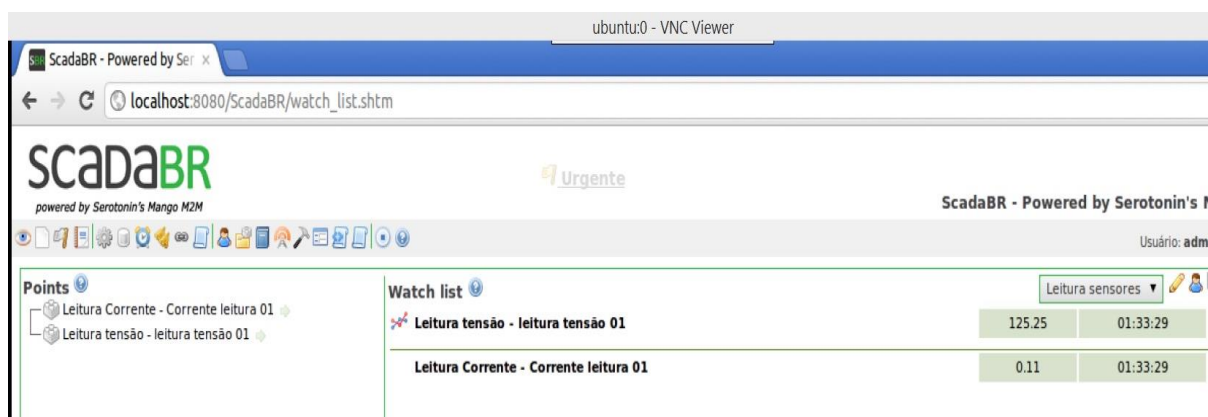 ubuntu:0 - VNC Viewer
SBR ScadaBR - Powered by Ser ×
localhost:8080/ScadaBR/watch_list.shtm
scadaBR
powered by Serotonin's Mango M2M
Urgente
ScadaBR - Powered by Serotonin's M
Usuário: adm
Points
Leitura Corrente - Corrente leitura 01
Leitura tensão - leitura tensão 01
Watch list
Leitura sensores
Leitura tensão - leitura tensão 01 125.25 01:33:29
Leitura Corrente - Corrente leitura 01 0.11 01:33:29